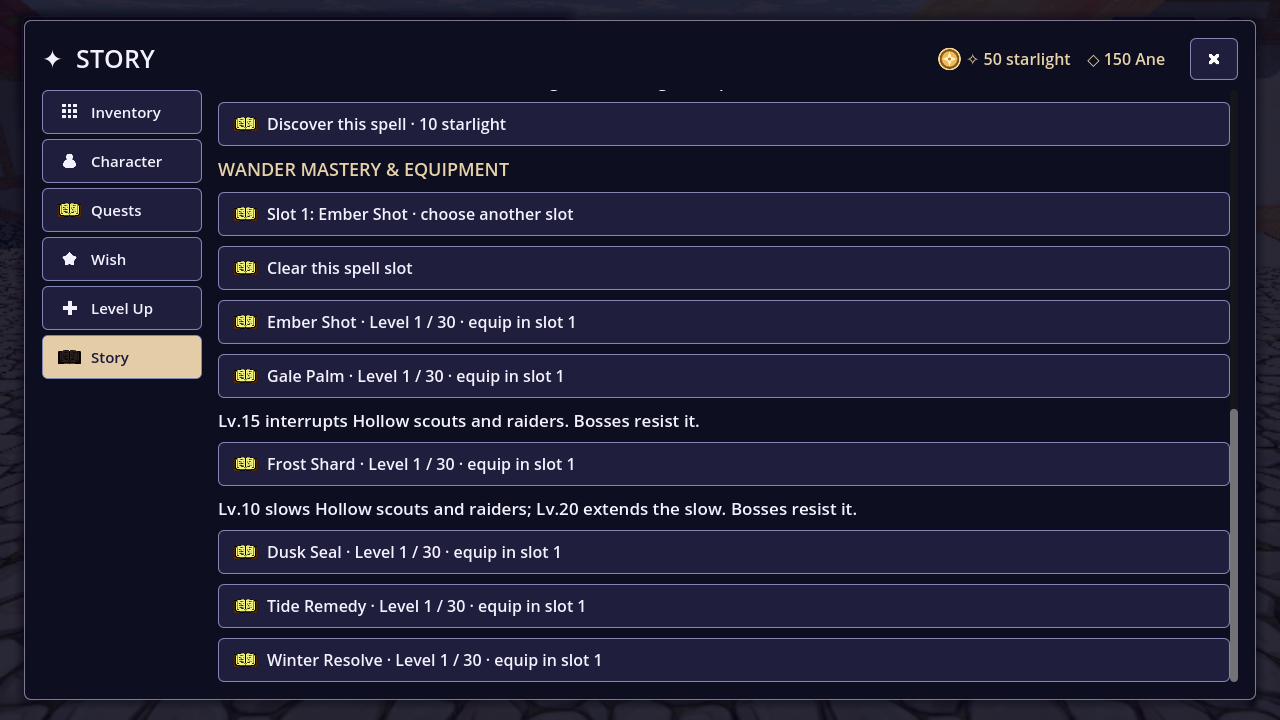 STORY
50 starlight
150 Ane
Inventory
Character
Quests
Wish
Level Up
Story
Discover this spell · 10 starlight
WANDER MASTERY & EQUIPMENT
Slot 1: Ember Shot · choose another slot
Clear this spell slot
Ember Shot · Level 1 / 30 · equip in slot 1
Gale Palm · Level 1 / 30 · equip in slot 1
Lv.15 interrupts Hollow scouts and raiders. Bosses resist it.
Frost Shard · Level 1 / 30 · equip in slot 1
Lv.10 slows Hollow scouts and raiders; Lv.20 extends the slow. Bosses resist it.
Dusk Seal · Level 1 / 30 · equip in slot 1
Tide Remedy · Level 1 / 30 · equip in slot 1
Winter Resolve · Level 1 / 30 · equip in slot 1